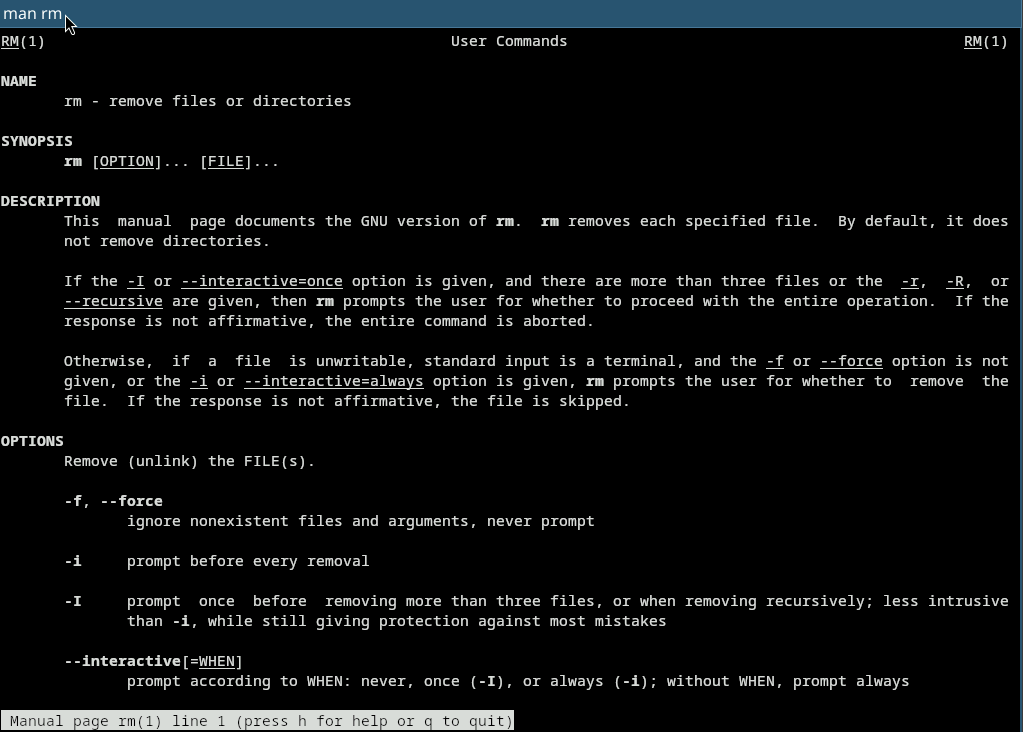 man rm
RM(1) User Commands RM(1)
NAME
rm - remove files or directories
SYNOPSIS
rm [OPTION]... [FILE]...
DESCRIPTION
This manual page documents the GNU version of rm. rm removes each specified file. By default, it does
not remove directories.
If the -I or --interactive=once option is given, and there are more than three files or the -r, -R, or
--recursive are given, then rm prompts the user for whether to proceed with the entire operation. If the
response is not affirmative, the entire command is aborted.
Otherwise, if a file is unwritable, standard input is a terminal, and the -f or --force option is not
given, or the -i or --interactive=always option is given, rm prompts the user for whether to remove the
file. If the response is not affirmative, the file is skipped.
OPTIONS
Remove (unlink) the FILE(s).
-f, --force
ignore nonexistent files and arguments, never prompt
-i prompt before every removal
-I prompt once before removing more than three files, or when removing recursively; less intrusive
than -i, while still giving protection against most mistakes
--interactive[=WHEN]
prompt according to WHEN: never, once (-I), or always (-i); without WHEN, prompt always
Manual page rm(1) line 1 (press h for help or q to quit)